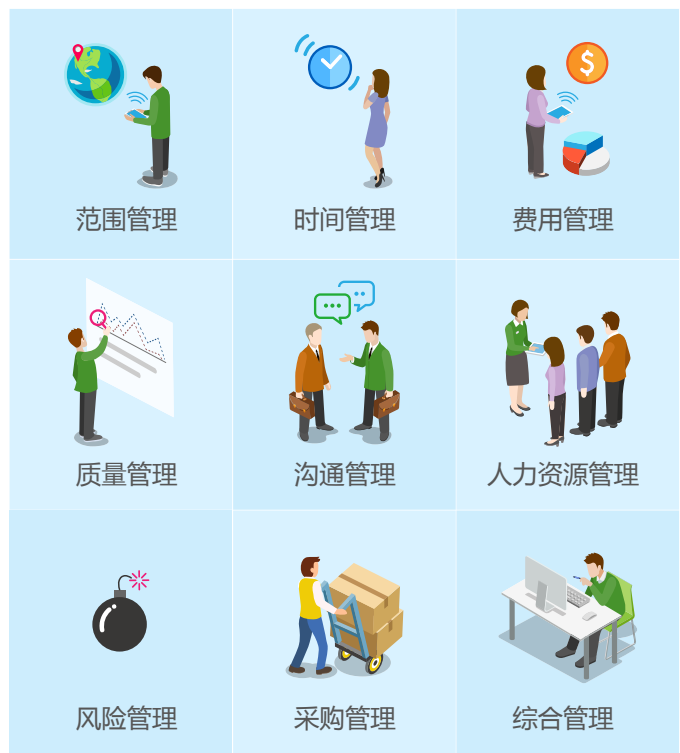 范围管理
时间管理
费用管理
质量管理
沟通管理
人力资源管理
风险管理
采购管理
综合管理